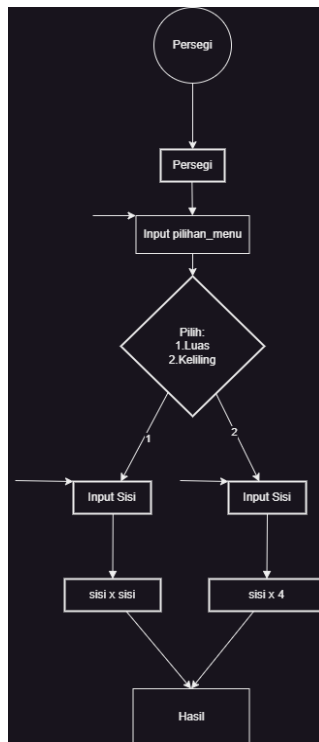 Persegi
Persegi
Input pilihan_menu
Pilih:
1.Luas
2.Keliling
1
2
Input Sisi
Input Sisi
sisi x sisi
sisi x 4
Hasil